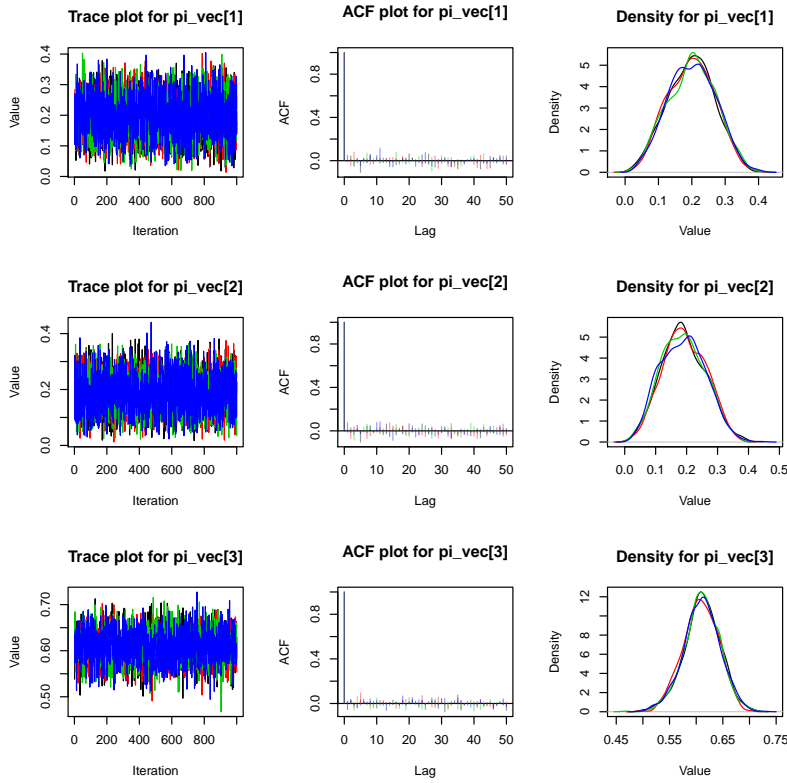 Trace plot for pi_vec[1]
Value
0.0 0.1 0.2 0.3 0.4
0 200 400 600 800
Iteration
ACF plot for pi_vec[1]
ACF
0.0 0.4 0.8
0 10 20 30 40 50
Lag
Density for pi_vec[1]
Density
0 1 2 3 4 5
0.0 0.1 0.2 0.3 0.4
Value
Trace plot for pi_vec[2]
Value
0.0 0.2 0.4
0 200 400 600 800
Iteration
ACF plot for pi_vec[2]
ACF
0.0 0.4 0.8
0 10 20 30 40 50
Lag
Density for pi_vec[2]
Density
0 1 2 3 4 5
0.0 0.1 0.2 0.3 0.4 0.5
Value
Trace plot for pi_vec[3]
Value
0.50 0.60 0.70
0 200 400 600 800
Iteration
ACF plot for pi_vec[3]
ACF
0.0 0.4 0.8
0 10 20 30 40 50
Lag
Density for pi_vec[3]
Density
0 2 4 6 8 12
0.45 0.55 0.65 0.75
Value